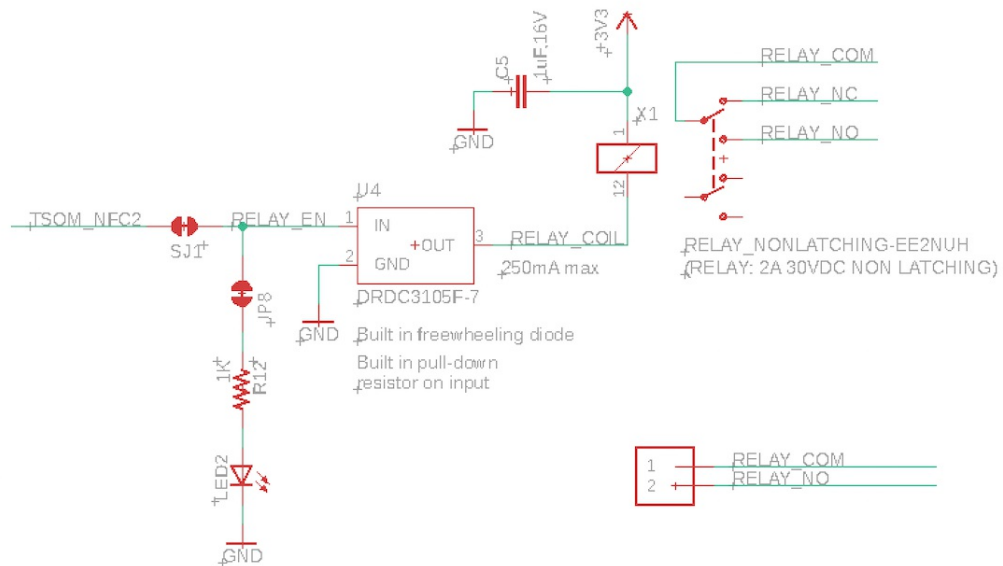 +3V3
C5
1uF,16V
GND
X1
1
12
RELAY_COM
RELAY_NC
RELAY_NO
RELAY_NONLATCHING-EE2NUH
(RELAY: 2A 30VDC NON LATCHING)
TSOM_NFC2
SJ1
RELAY_EN
U4
1
IN
2
GND
OUT
3
RELAY_COIL
250mA max
DRDC3105F-7
GND
Built in freewheeling diode
Built in pull-down
resistor on input
JP8
1K
R12
LED2
GND
1
2
RELAY_COM
RELAY_NO